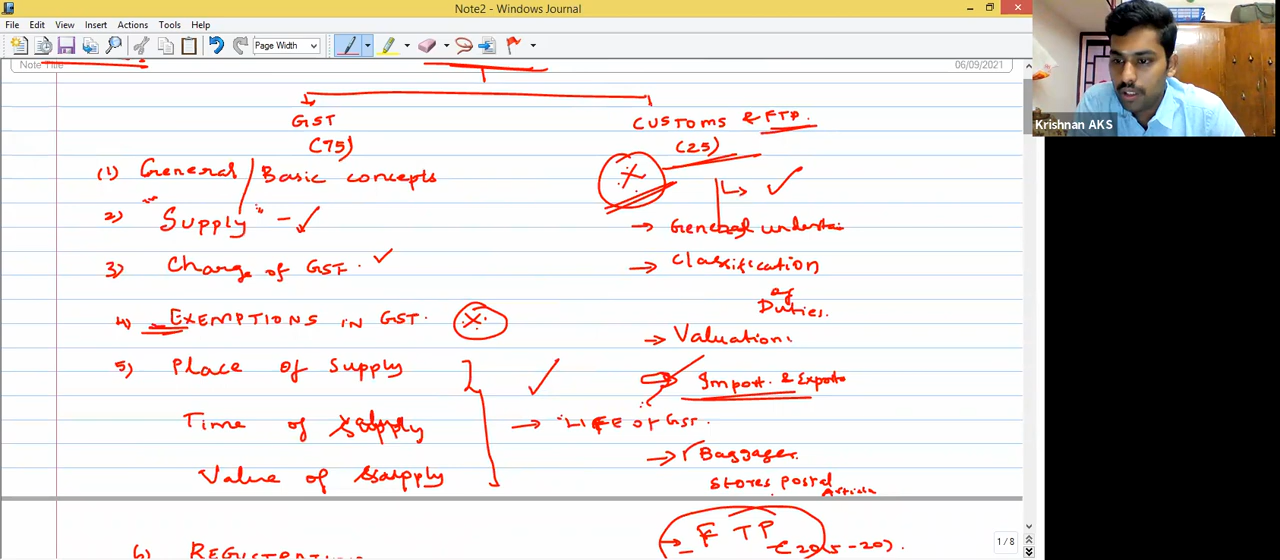 Note2 - Windows Journal
File Edit View Insert Actions Tools Help
Page Width
Note Title
06/09/2021
Krishnan AKS
GST
(75)
CUSTOMS & FTP.
(25)
(1) General / Basic concepts
2) "Supply" -
3) Charge of GST.
4) EXEMPTIONS IN GST.
5) Place of Supply
Time of supply
Value of supply
→ "LIFE OF GST.
→ General understa
→ Classification
of
Duties.
→ Valuation.
Import & Exports
→ Baggages.
Stores postal
Article
6) REGISTRATION
→ FTP
(2015-20).
1 / 8